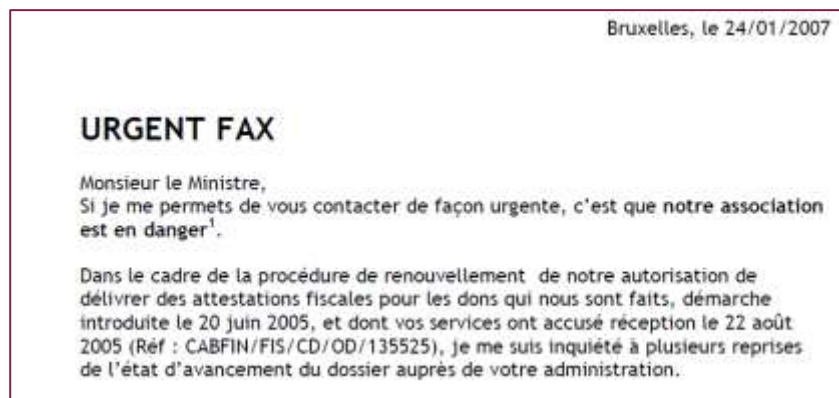 Bruxelles, le 24/01/2007
URGENT FAX
Monsieur le Ministre,
Si je me permets de vous contacter de façon urgente, c'est que notre association
est en danger¹.
Dans le cadre de la procédure de renouvellement de notre autorisation de
délivrer des attestations fiscales pour les dons qui nous sont faits, démarche
introduite le 20 juin 2005, et dont vos services ont accusé réception le 22 août
2005 (Réf : CABFIN/FIS/CD/OD/135525), je me suis inquiété à plusieurs reprises
de l'état d'avancement du dossier auprès de votre administration.